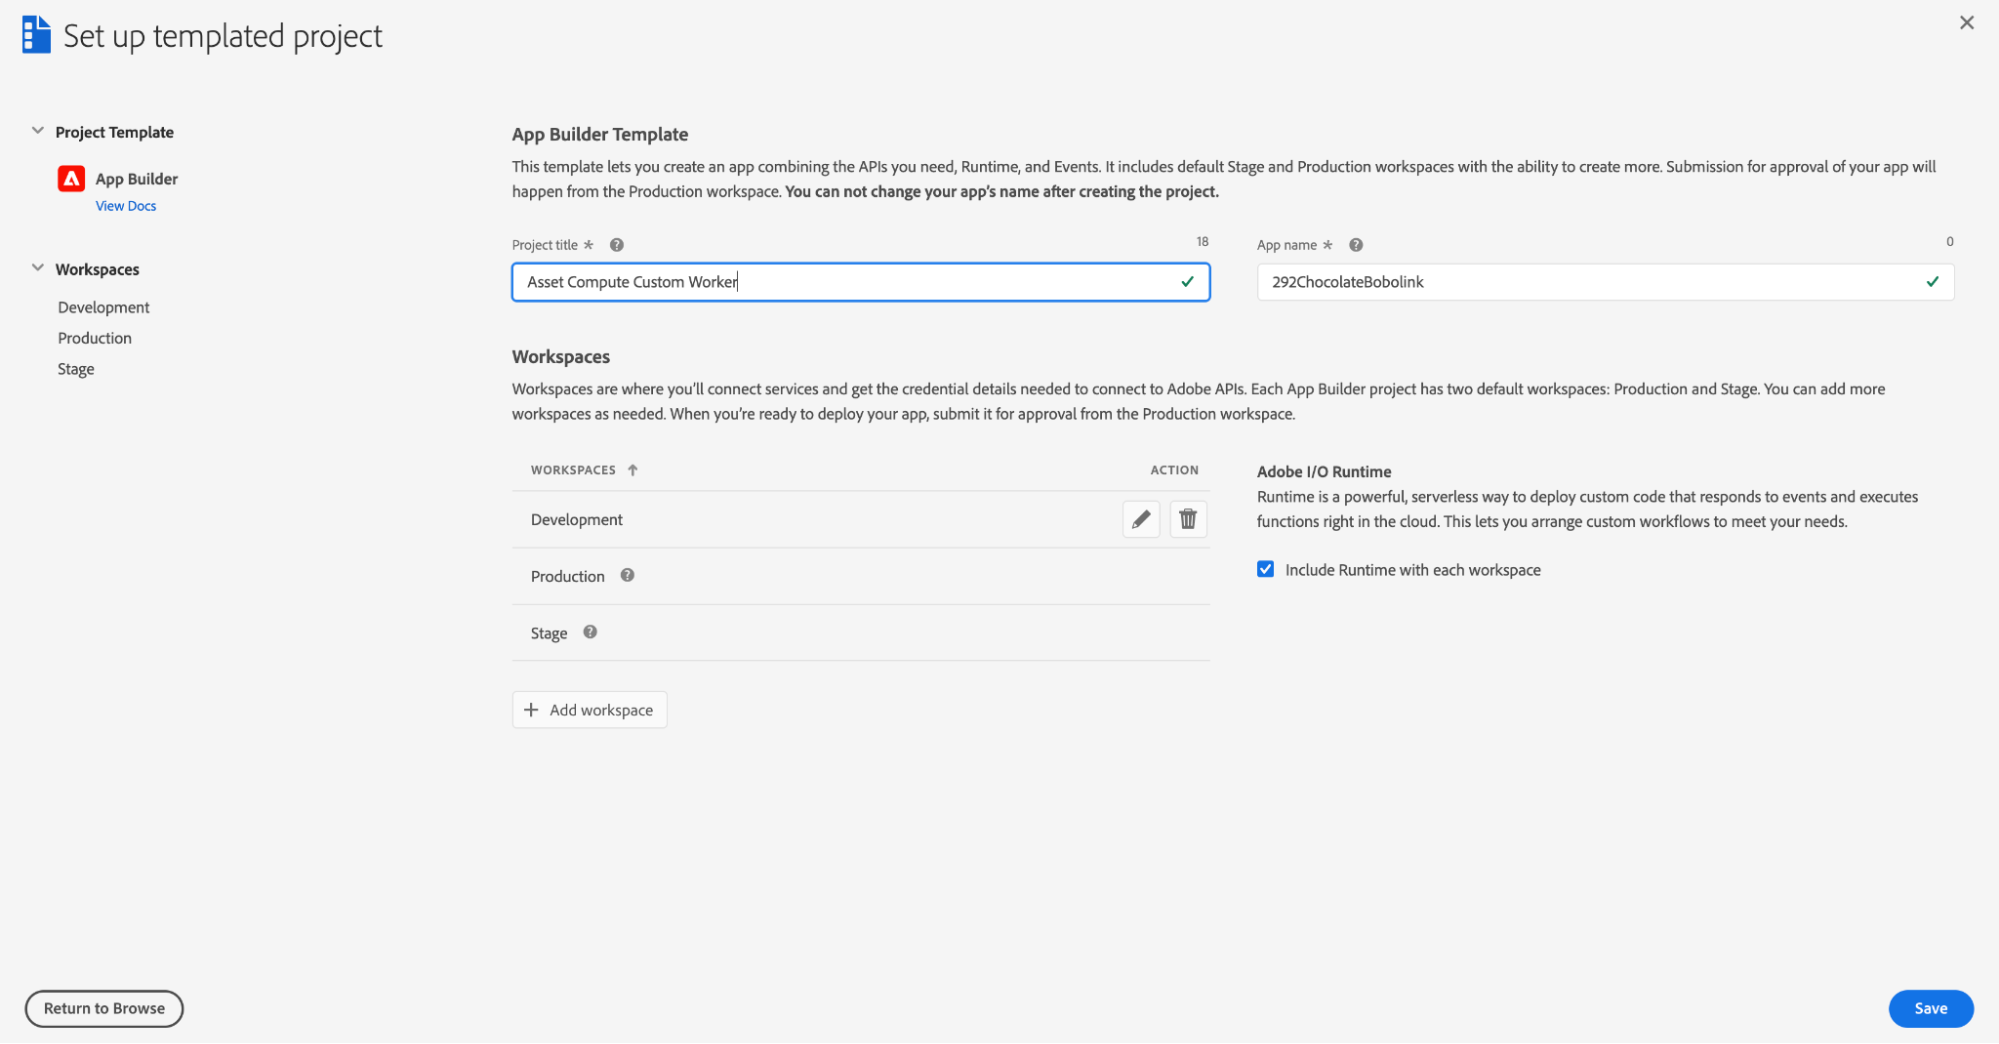 Set up templated project
Project Template
App Builder
View Docs
Workspaces
Development
Production
Stage
App Builder Template
This template lets you create an app combining the APIs you need, Runtime, and Events. It includes default Stage and Production workspaces with the ability to create more. Submission for approval of your app will
happen from the Production workspace. You can not change your app's name after creating the project.
Project title * 18
Asset Compute Custom Worker
App name * 0
292ChocolateBobolink
Workspaces
Workspaces are where you'll connect services and get the credential details needed to connect to Adobe APIs. Each App Builder project has two default workspaces: Production and Stage. You can add more
workspaces as needed. When you're ready to deploy your app, submit it for approval from the Production workspace.
WORKSPACES ACTION
Development
Production
Stage
Add workspace
Adobe I/O Runtime
Runtime is a powerful, serverless way to deploy custom code that responds to events and executes
functions right in the cloud. This lets you arrange custom workflows to meet your needs.
Include Runtime with each workspace
Return to Browse
Save